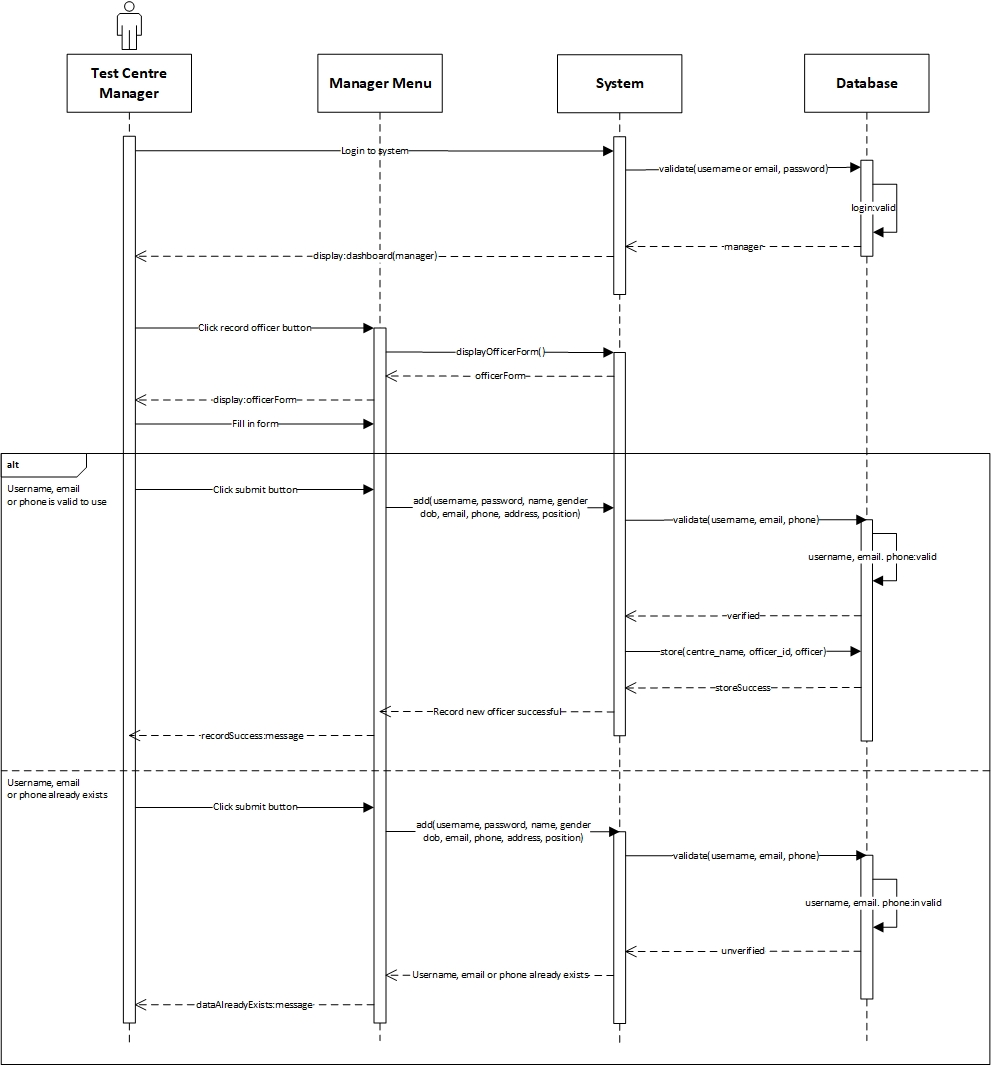 Test Centre
Manager
Manager Menu
System
Database
Login to system
validate(username or email, password)
login:valid
manager
display:dashboard(manager)
Click record officer button
displayOfficerForm()
officerForm
display:officerForm
Fill in form
alt
Username, email
or phone is valid to use
Click submit button
add(username, password, name, gender
dob, email, phone, address, position)
validate(username, email, phone)
username, email. phone:valid
verified
store(centre_name, officer_id, officer)
storeSuccess
Record new officer successful
recordSuccess:message
Username, email
or phone already exists
Click submit button
add(username, password, name, gender
dob, email, phone, address, position)
validate(username, email, phone)
username, email. phone:invalid
unverified
Username, email or phone already exists
dataAlreadyExists:message